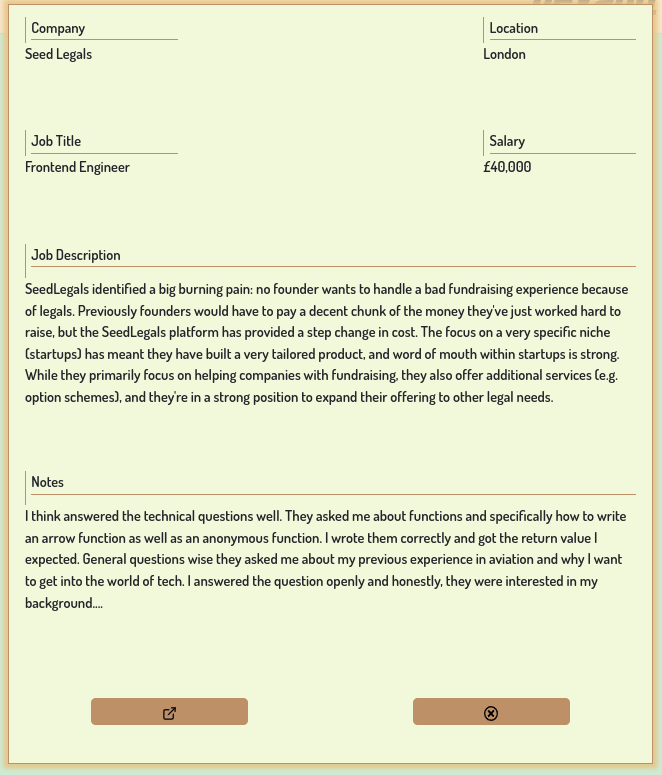 Company
Location
Seed Legals
London
Job Title
Salary
Frontend Engineer
£40,000
Job Description
SeedLegals identified a big burning pain: no founder wants to handle a bad fundraising experience because
of legals. Previously founders would have to pay a decent chunk of the money they've just worked hard to
raise, but the SeedLegals platform has provided a step change in cost. The focus on a very specific niche
(startups) has meant they have built a very tailored product, and word of mouth within startups is strong.
While they primarily focus on helping companies with fundraising, they also offer additional services (e.g.
option schemes), and they're in a strong position to expand their offering to other legal needs.
Notes
I think answered the technical questions well. They asked me about functions and specifically how to write
an arrow function as well as an anonymous function. I wrote them correctly and got the return value I
expected. General questions wise they asked me about my previous experience in aviation and why I want
to get into the world of tech. I answered the question openly and honestly, they were interested in my
background....